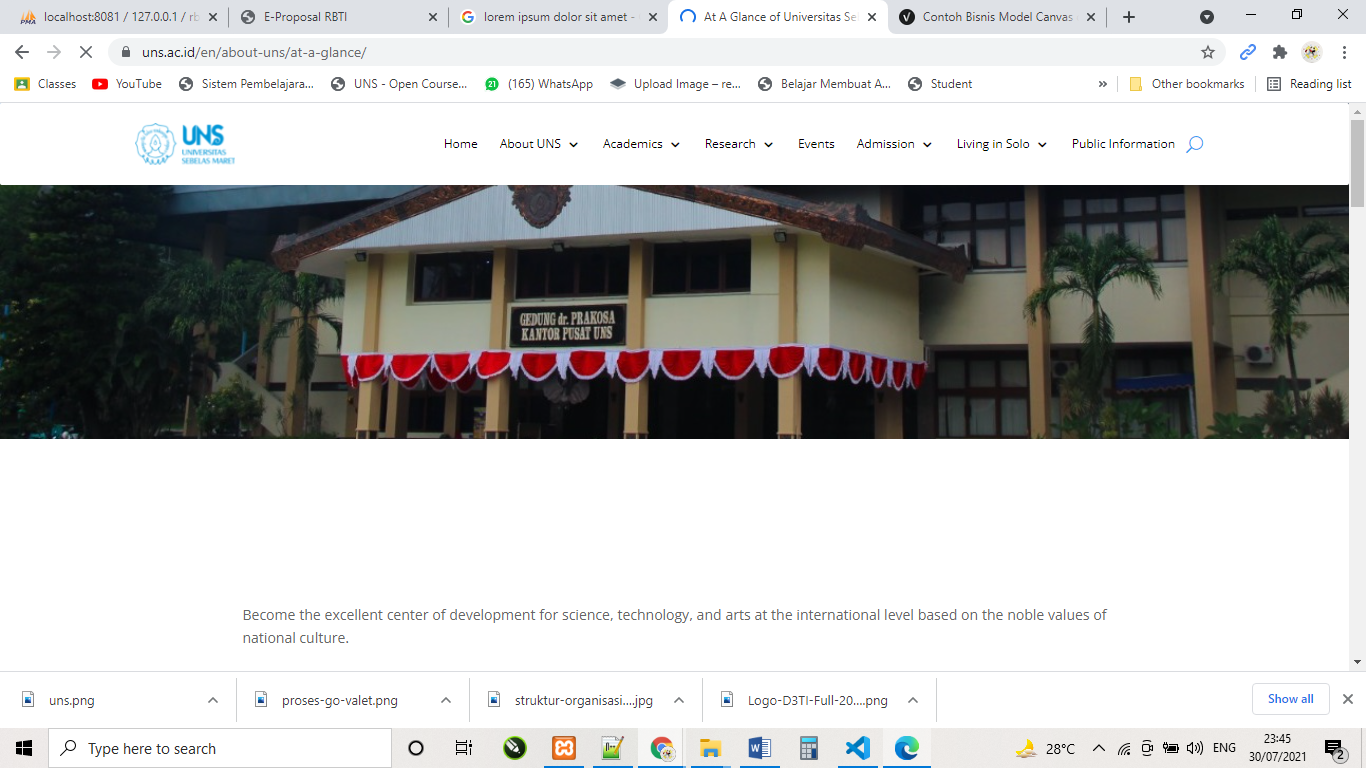 localhost:8081 / 127.0.0.1 / rb
E-Proposal RBTI
lorem ipsum dolor sit amet -
At A Glance of Universitas Se
Contoh Bisnis Model Canvas
uns.ac.id/en/about-uns/at-a-glance/
Classes
YouTube
Sistem Pembelajara...
UNS - Open Course...
21
(165) WhatsApp
Upload Image – re...
Belajar Membuat A...
Student
»
Other bookmarks
Reading list
UNS
UNIVERSITAS
SEBELAS MARET
Home
About UNS
Academics
Research
Events
Admission
Living in Solo
Public Information
GEDUNG dr. PRAKOSA
KANTOR PUSAT UNS
Become the excellent center of development for science, technology, and arts at the international level based on the noble values of
national culture.
uns.png
proses-go-valet.png
struktur-organisasi....jpg
Logo-D3TI-Full-20....png
Show all
Type here to search
28°C
ENG
23:45
30/07/2021
2